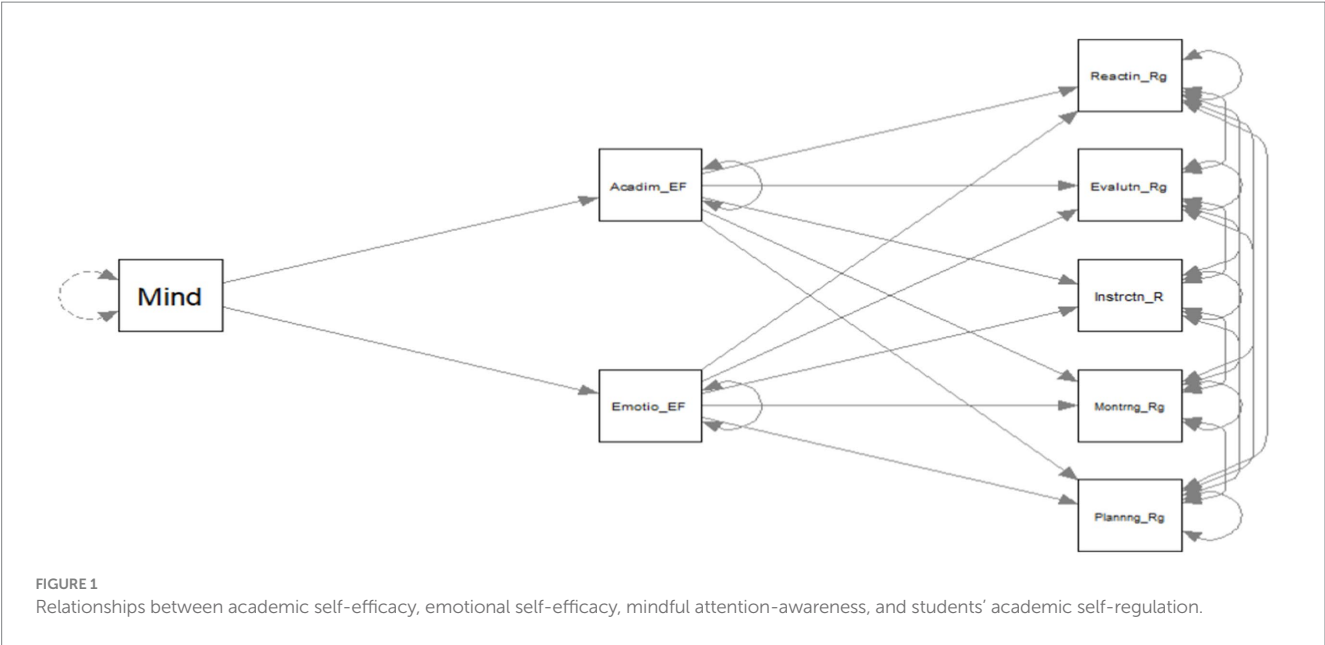 Reactin_Rg
Acadim_EF
Evalutn_Rg
Mind
Instrctn_R
Emotio_EF
Montrng_Rg
Plannng_Rg
FIGURE 1
Relationships between academic self-efficacy, emotional self-efficacy, mindful attention-awareness, and students’ academic self-regulation.